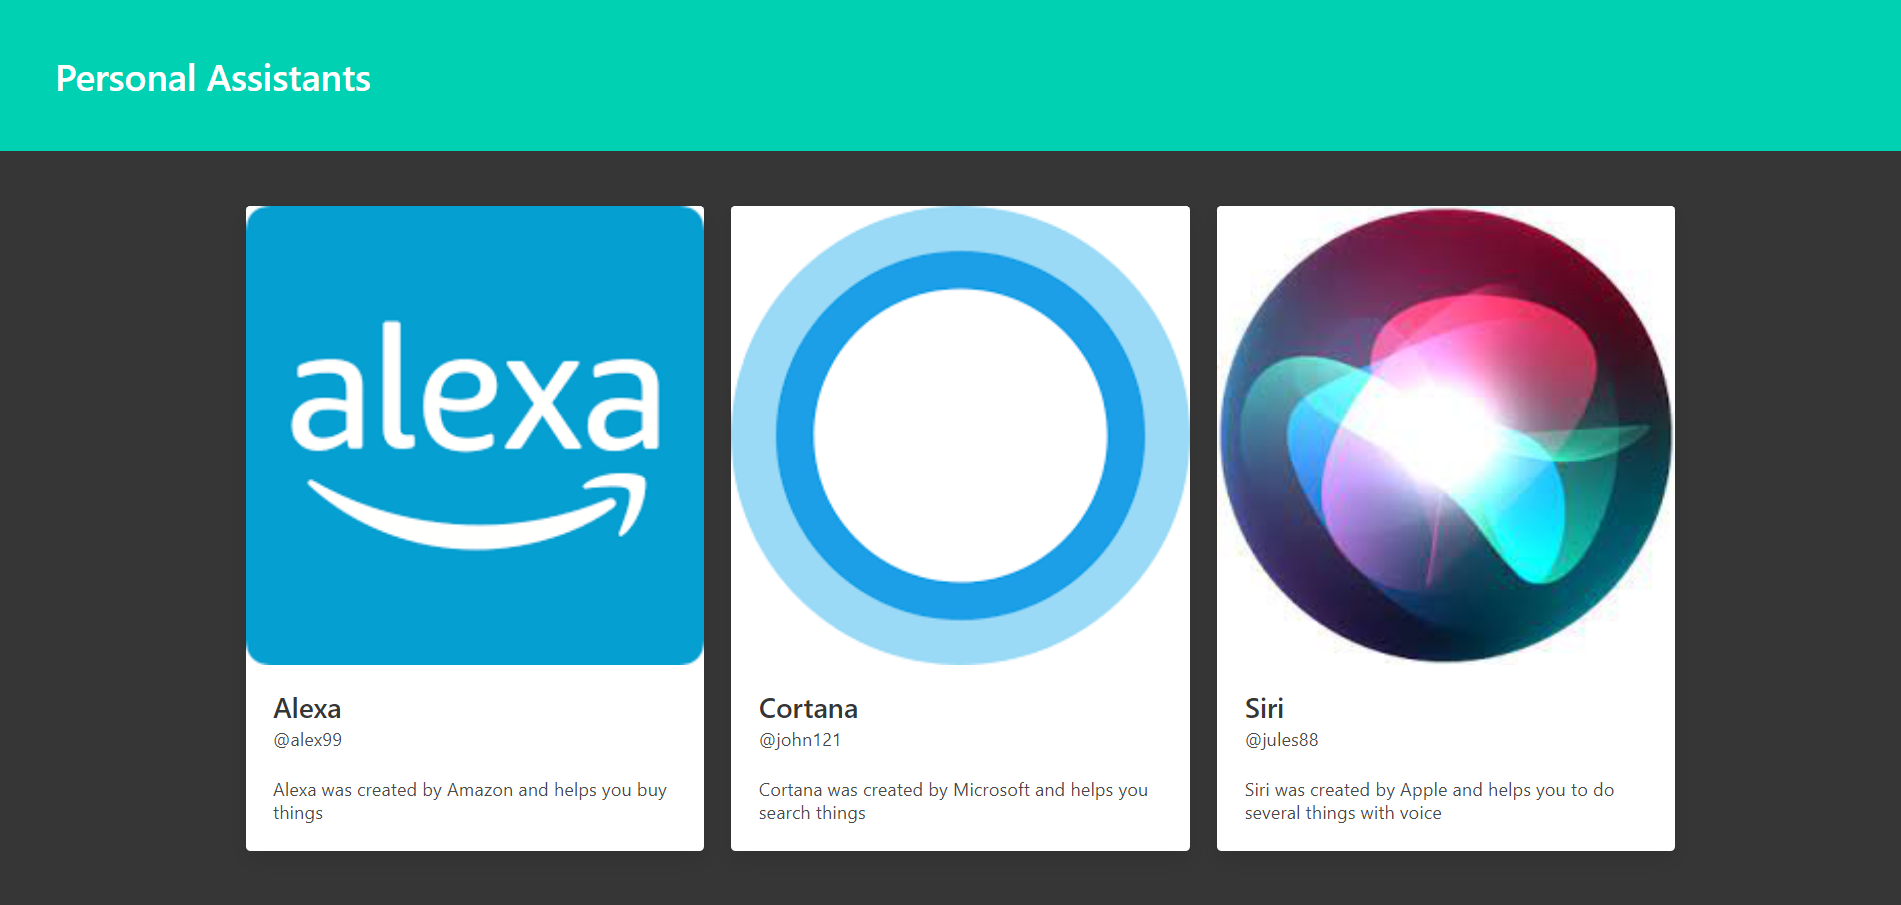 Personal Assistants
alexa
Alexa
@alex99
Alexa was created by Amazon and helps you buy
things
Cortana
@john121
Cortana was created by Microsoft and helps you
search things
Siri
@jules88
Siri was created by Apple and helps you to do
several things with voice